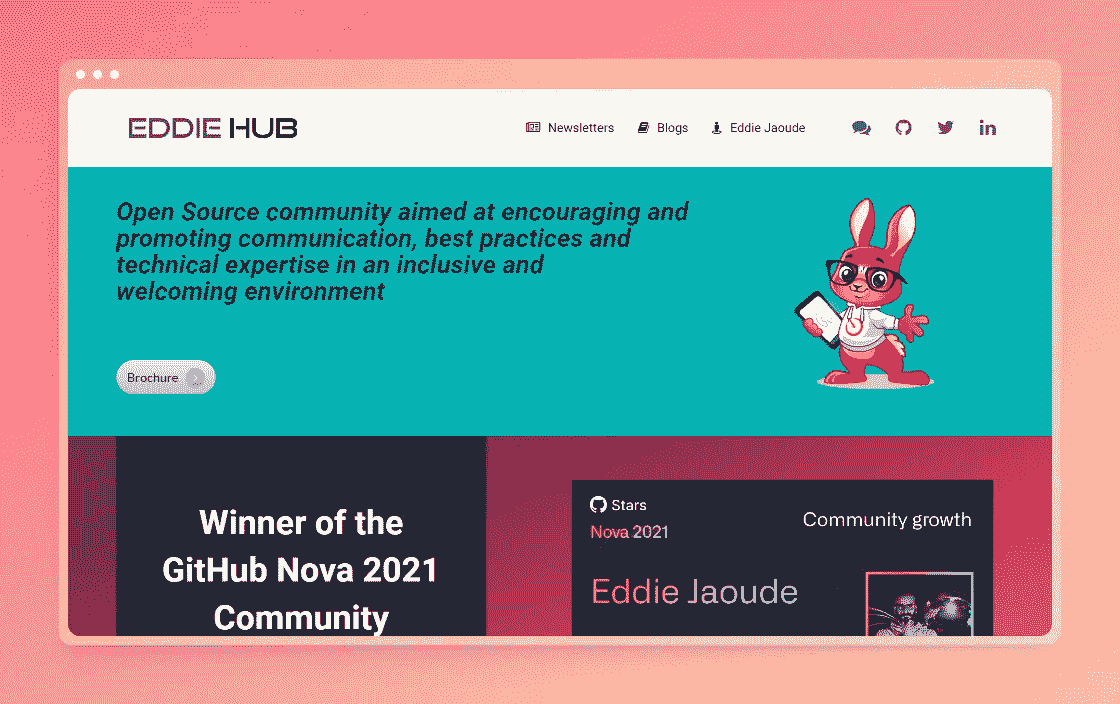 EDDIE HUB
Newsletters
Blogs
Eddie Jaoude
Open Source community aimed at encouraging and
promoting communication, best practices and
technical expertise in an inclusive and
welcoming environment
Brochure
Winner of the
GitHub Nova 2021
Community
Stars
Nova 2021
Community growth
Eddie Jaoude